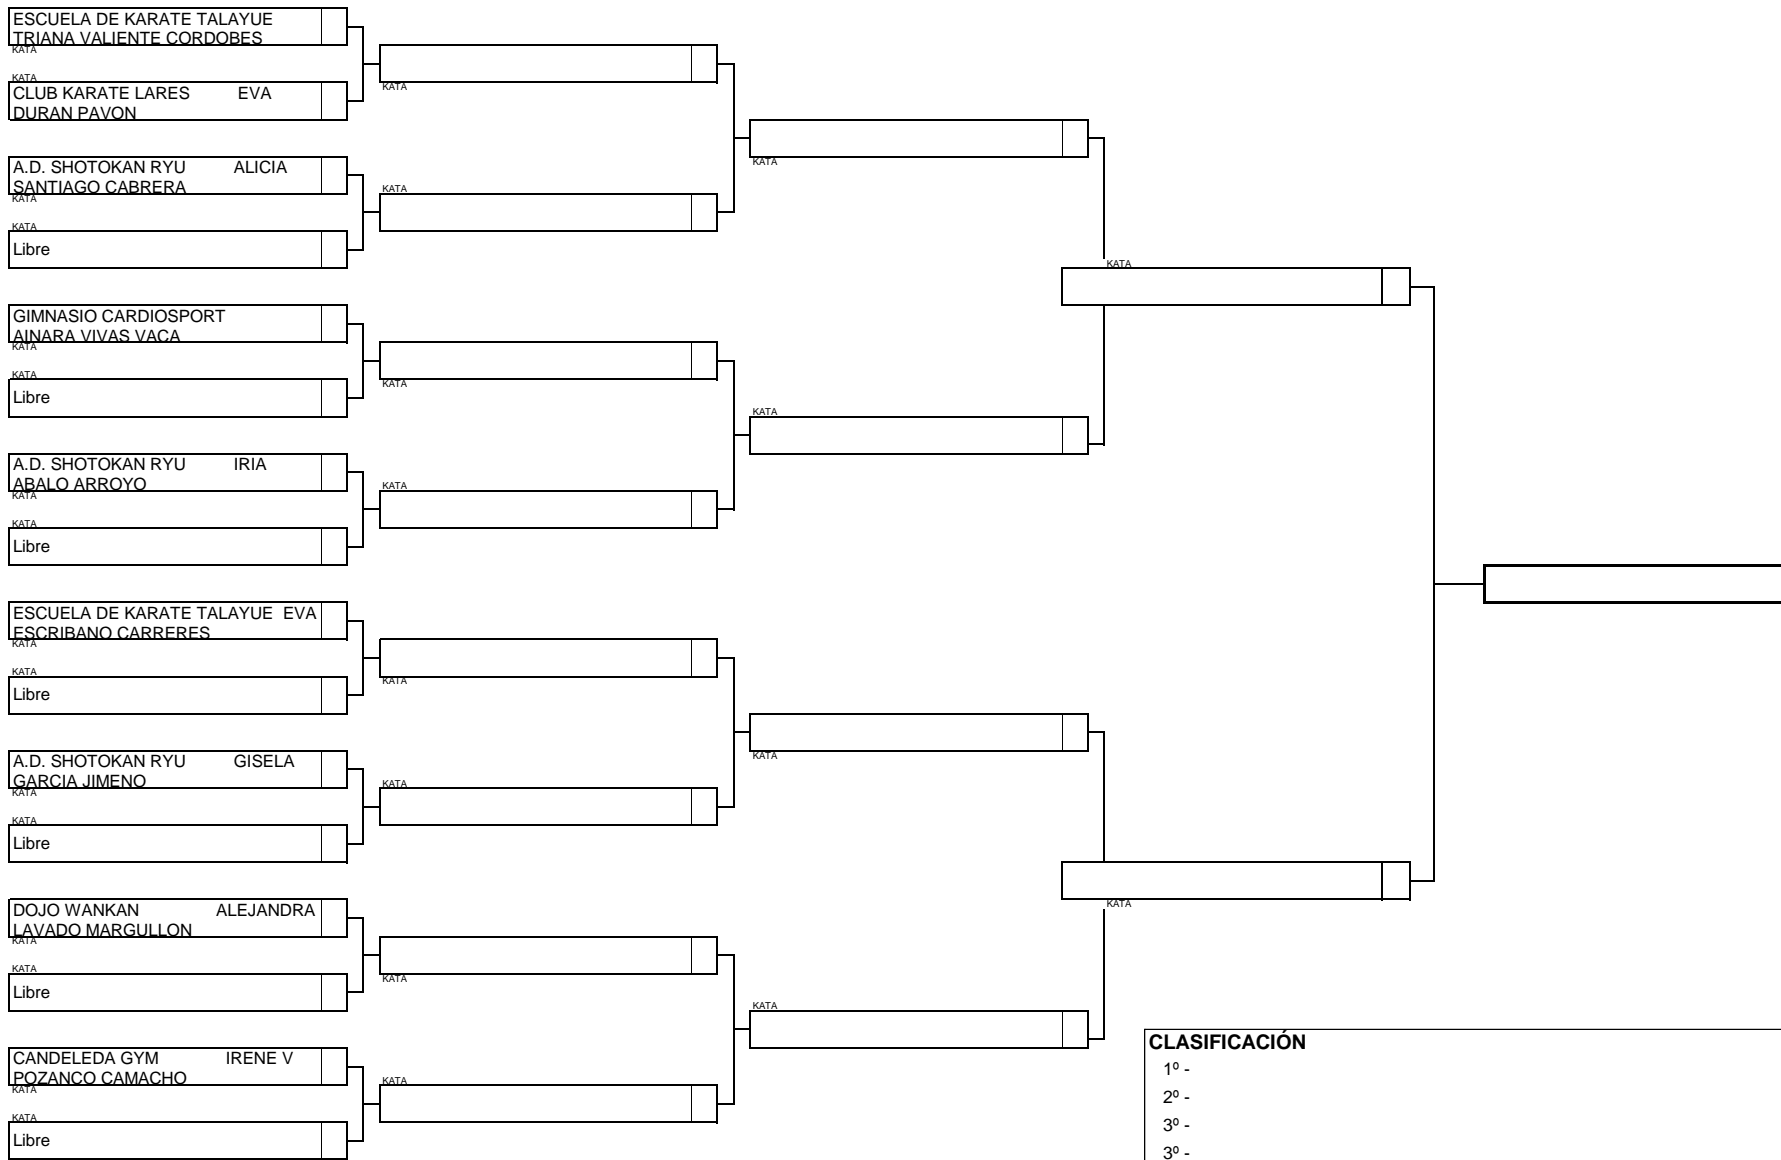 ESCUELA DE KARATE TALAYUE
TRIANA VALIENTE CORDOBES
KATA
KATA
CLUB KARATE LARES EVA
DURAN PAVON
KATA
A.D. SHOTOKAN RYU ALICIA
SANTIAGO CABRERA
KATA
KATA
Libre
KATA
KATA
KATA
GIMNASIO CARDIOSPORT
AINARA VIVAS VACA
KATA
KATA
Libre
KATA
KATA
A.D. SHOTOKAN RYU IRIA
ABALO ARROYO
KATA
KATA
Libre
KATA
ESCUELA DE KARATE TALAYUE EVA
ESCRIBANO CARRERES
KATA
KATA
Libre
KATA
A.D. SHOTOKAN RYU GISELA
GARCIA JIMENO
KATA
KATA
Libre
KATA
KATA
KATA
DOJO WANKAN ALEJANDRA
LAVADO MARGULLON
KATA
KATA
Libre
KATA
KATA
CANDELEDA GYM IRENE V
POZANCO CAMACHO
KATA
KATA
Libre
KATA
CLASIFICACIÓN
1º -
2º -
3º -
3º -